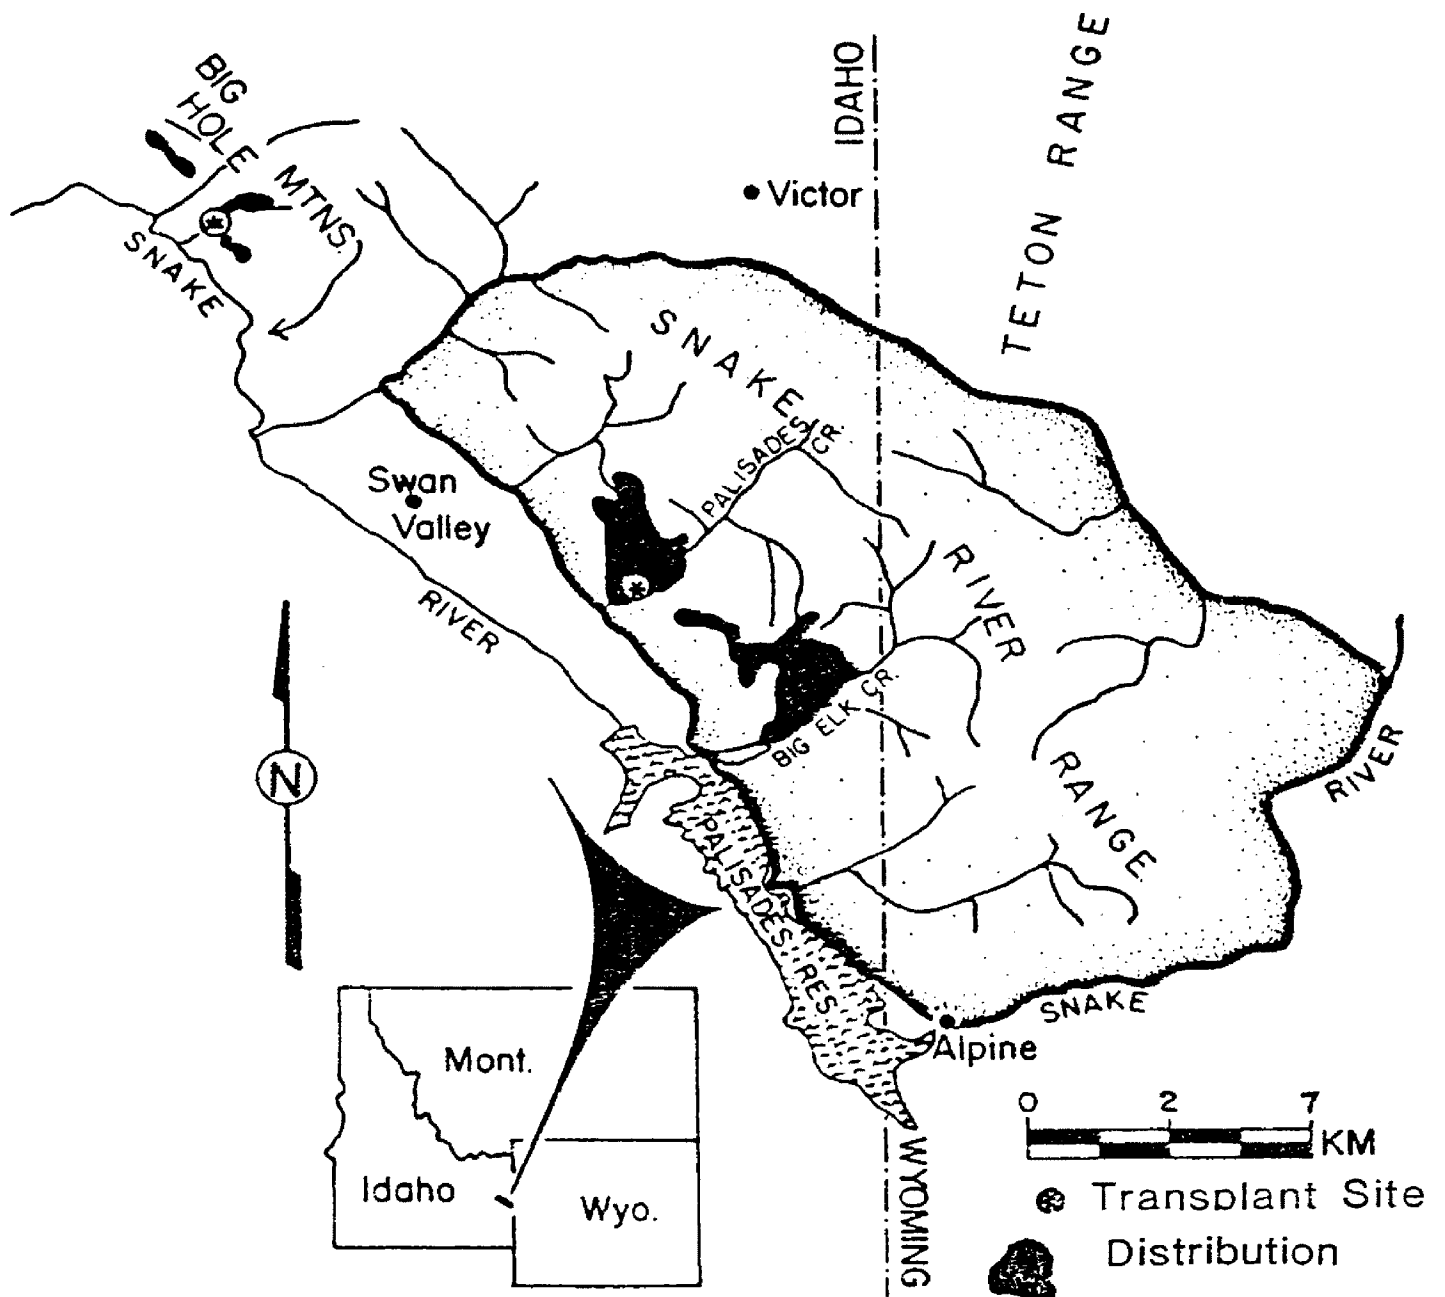 BIG
HOLE MTNS.
IDAHO
TETON RANGE
Victor
SNAKE
SNAKE
PALISADES
CR.
Swan
Valley
RIVER
RIVER
BIG ELK CR.
RANGE
RIVER
N
PALISADES RES.
SNAKE
Alpine
Mont.
Idaho
Wyo.
WYOMING
0 2 7
KM
Transplant Site
Distribution